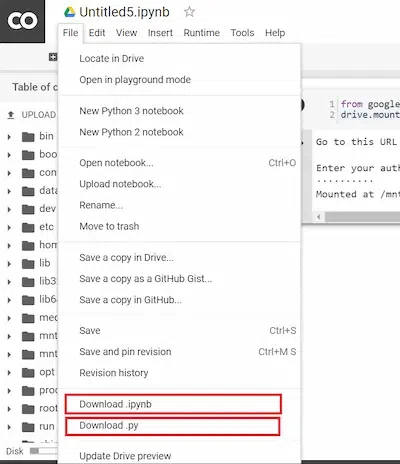 CO
Untitled5.ipynb
File Edit View Insert Runtime Tools Help
Locate in Drive
Open in playground mode
New Python 3 notebook
New Python 2 notebook
Open notebook... Ctrl+O
Upload notebook...
Rename...
Move to trash
Save a copy in Drive...
Save a copy as a GitHub Gist...
Save a copy in GitHub...
Save Ctrl+S
Save and pin revision Ctrl+M S
Revision history
Download .ipynb
Download .py
Update Drive preview
Table of c
UPLOAD
bin
boo
con
data
dev
etc
hom
lib
lib3
lib6
med
mnt
mnt
opt
proc
root
run
Disk
1 from google
2 drive.mount
Go to this URL
Enter your auth
..........
Mounted at /mnt